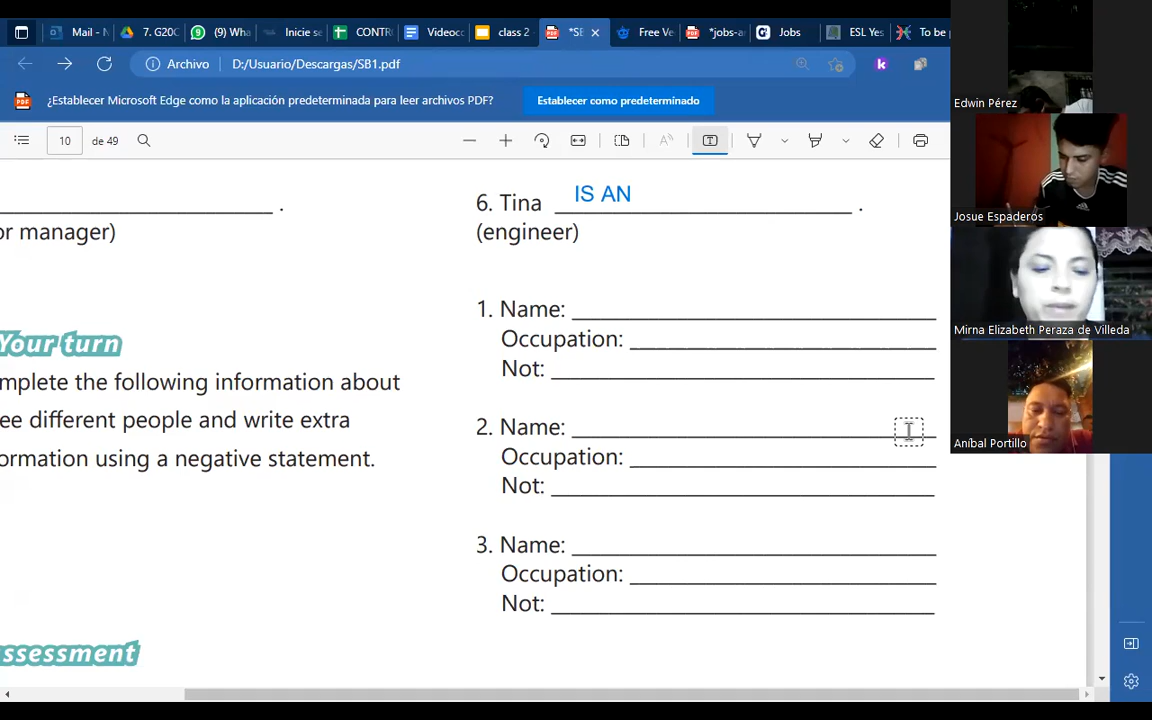 Mail - N
7. G20C
(9) Wha
Inicie se
CONTR
Videoco
class 2 -
*SB
Free Ve
*jobs-a
Jobs
ESL Yes
To be p
Archivo
D:/Usuario/Descargas/SB1.pdf
¿Establecer Microsoft Edge como la aplicación predeterminada para leer archivos PDF?
Establecer como predeterminado
10 de 49
or manager)
6. Tina IS AN .
(engineer)
Your turn
mplete the following information about
ee different people and write extra
ormation using a negative statement.
1. Name:
Occupation:
Not:
2. Name:
Occupation:
Not:
3. Name:
Occupation:
Not:
ssessment
Edwin Pérez
Josue Espaderos
Mirna Elizabeth Peraza de Villeda
Aníbal Portillo